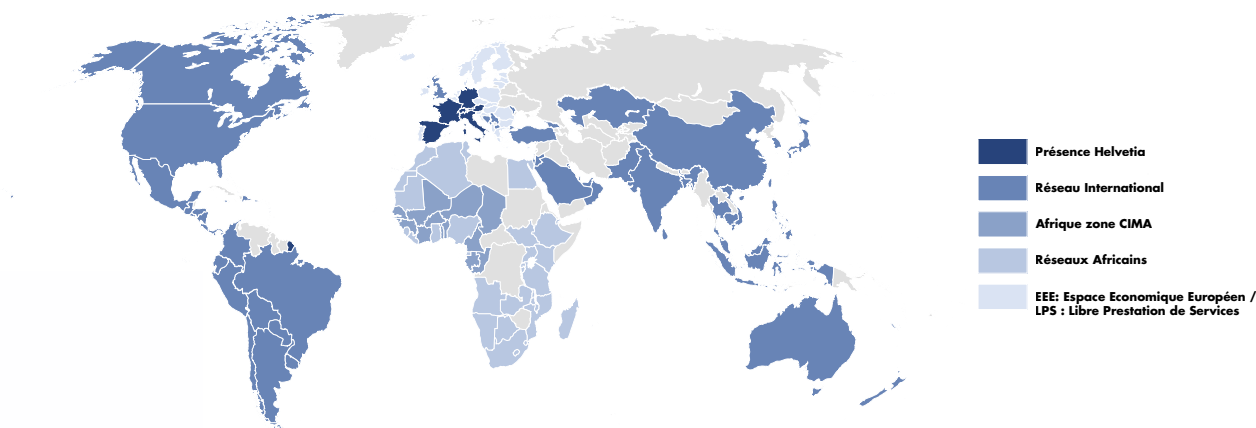 Présence Helvetia
Réseau International
Afrique zone CIMA
Réseaux Africains
EEE: Espace Economique Européen /
LPS : Libre Prestation de Services